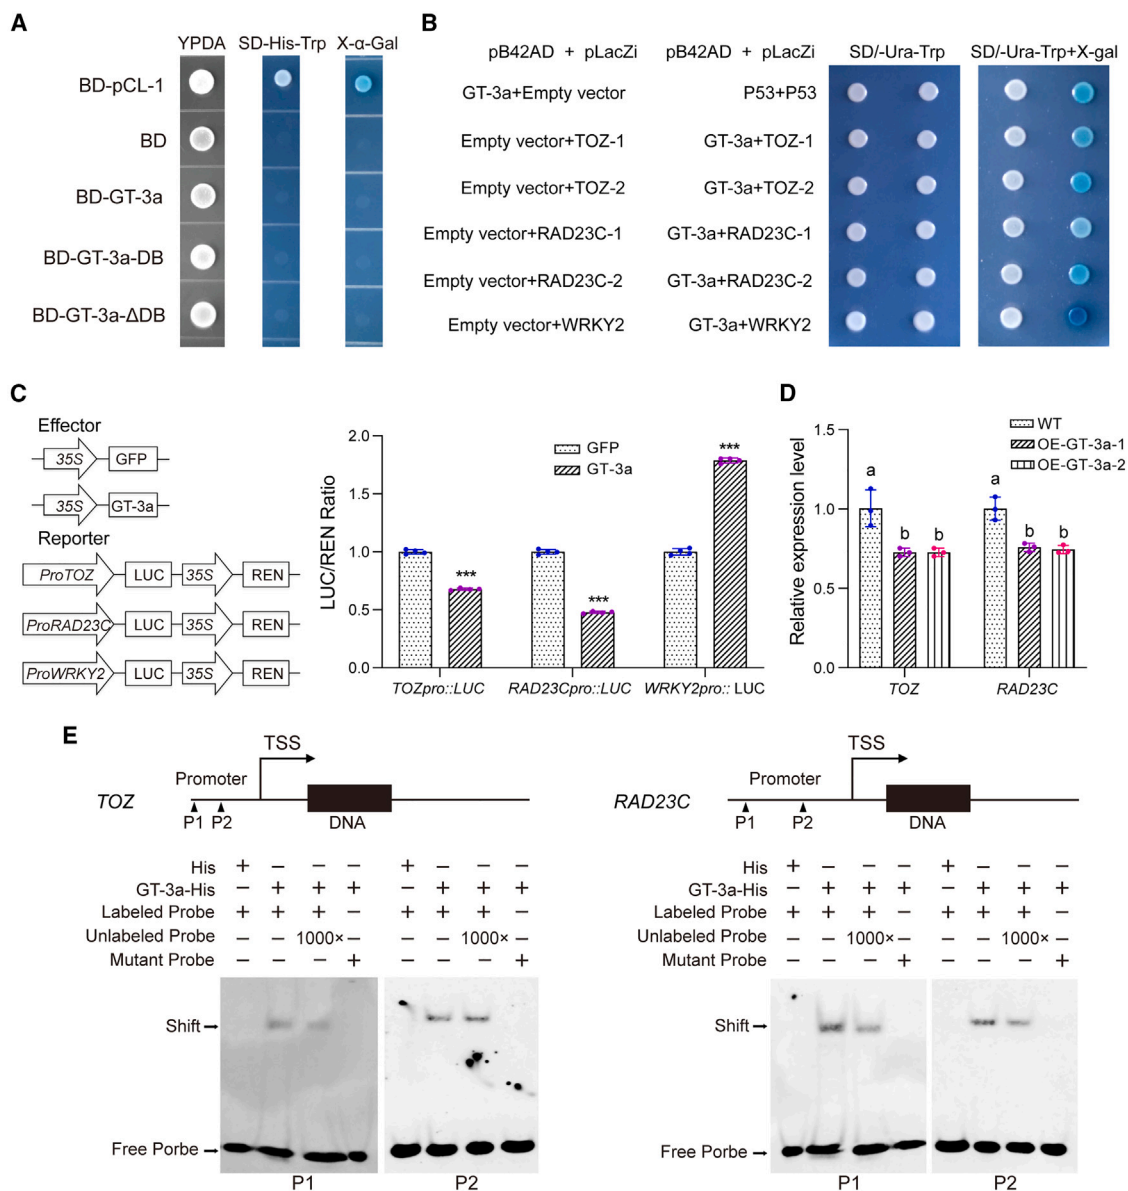 A
YPDA SD-His-Trp X-α-Gal
BD-pCL-1
BD
BD-GT-3a
BD-GT-3a-DB
BD-GT-3a-ΔDB
B
pB42AD + pLacZi pB42AD + pLacZi SD/-Ura-Trp SD/-Ura-Trp+X-gal
GT-3a+Empty vector P53+P53
Empty vector+TOZ-1 GT-3a+TOZ-1
Empty vector+TOZ-2 GT-3a+TOZ-2
Empty vector+RAD23C-1 GT-3a+RAD23C-1
Empty vector+RAD23C-2 GT-3a+RAD23C-2
Empty vector+WRKY2 GT-3a+WRKY2
C
Effector
35S GFP
35S GT-3a
Reporter
ProTOZ LUC 35S REN
ProRAD23C LUC 35S REN
ProWRKY2 LUC 35S REN
LUC/REN Ratio
2.0
1.5
1.0
0.5
0.0
GFP
GT-3a
*** *** ***
TOZpro::LUC RAD23Cpro::LUC WRKY2pro:: LUC
D
Relative expression level
1.5
1.0
0.5
0.0
WT
OE-GT-3a-1
OE-GT-3a-2
a b b a b b
TOZ RAD23C
E
TOZ
Promoter
TSS
P1 P2 DNA
RAD23C
Promoter
TSS
P1 P2 DNA
His + − − − + − − −
GT-3a-His − + + + − + + +
Labeled Probe + + + − + + + −
Unlabeled Probe − − 1000× − − − 1000× −
Mutant Probe − − − + − − − +
Shift
Free Porbe
P1 P2
His + − − − + − − −
GT-3a-His − + + + − + + +
Labeled Probe + + + − + + + −
Unlabeled Probe − − 1000× − − − 1000× −
Mutant Probe − − − + − − − +
Shift
Free Porbe
P1 P2